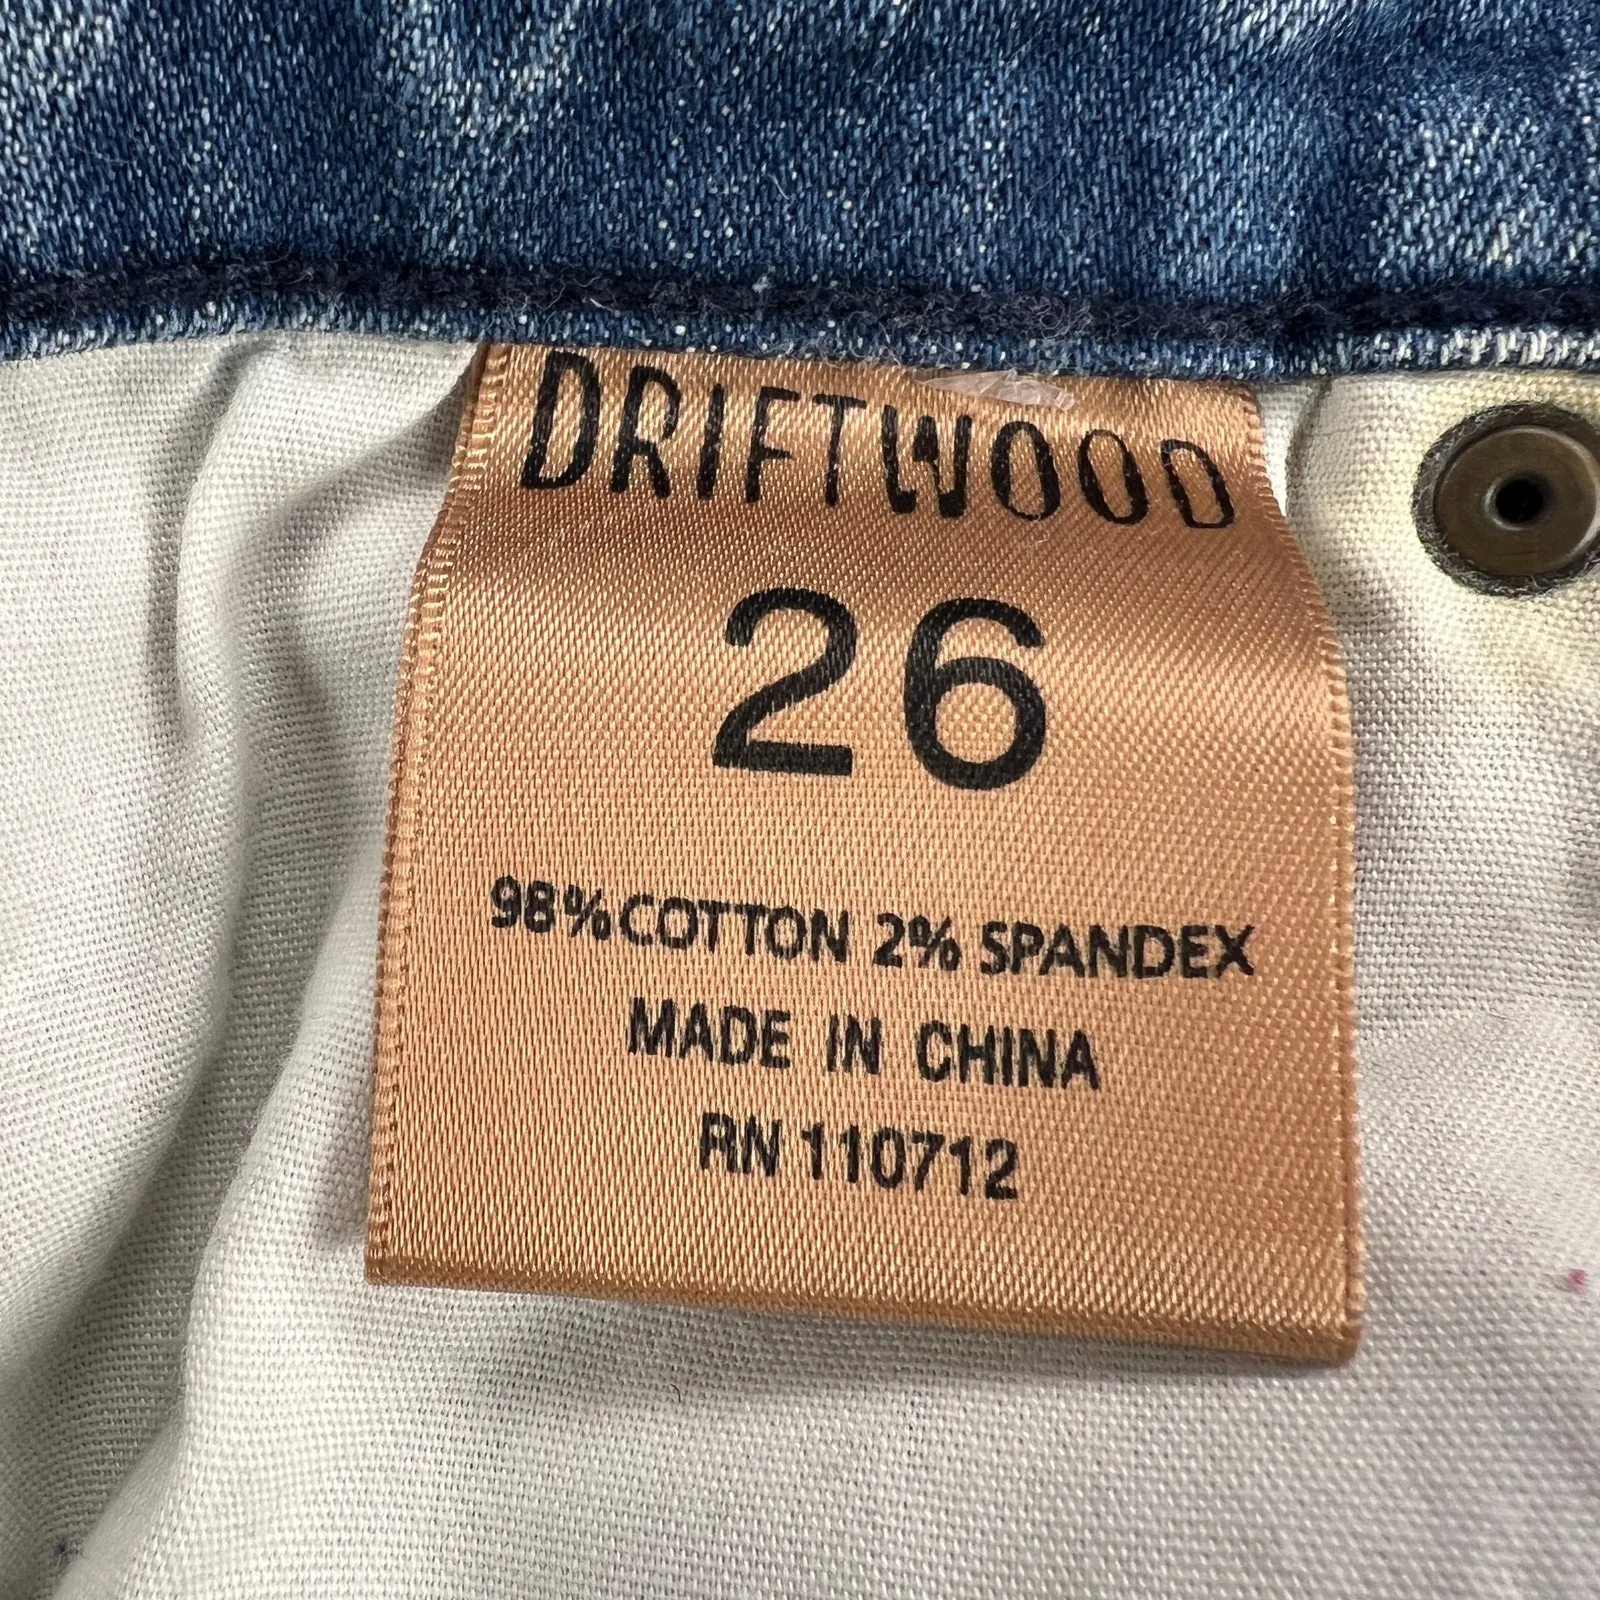 DRIFTWOOD
26
98% COTTON 2% SPANDEX
MADE IN CHINA
RN 110712